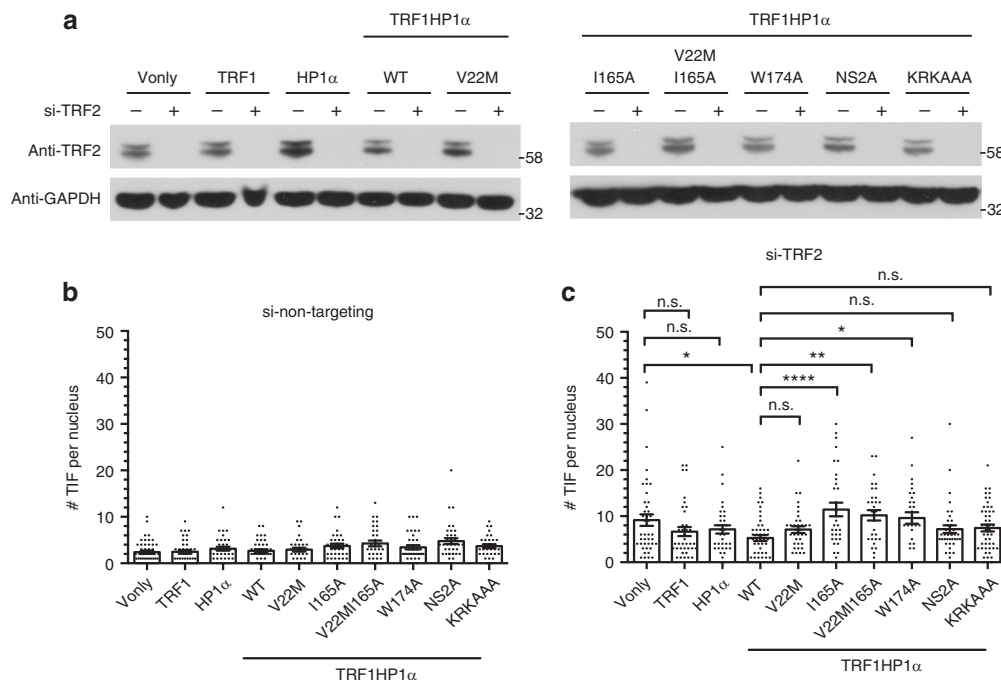 a
TRF1HP1α TRF1HP1α
Vonly TRF1 HP1α WT V22M I165A V22M I165A W174A NS2A KRKAAA
si-TRF2 − + − + − + − + − + − + − + − + − + − +
Anti-TRF2 -58 -58
Anti-GAPDH -32 -32
b
si-non-targeting
# TIF per nucleus
50
40
30
20
10
0
Vonly TRF1 HP1α WT V22M I165A V22MI165A W174A NS2A KRKAAA
TRF1HP1α
c
si-TRF2
n.s.
n.s.
n.s.
n.s.
*
*
**
****
n.s.
# TIF per nucleus
50
40
30
20
10
0
Vonly TRF1 HP1α WT V22M I165A V22MI165A W174A NS2A KRKAAA
TRF1HP1α